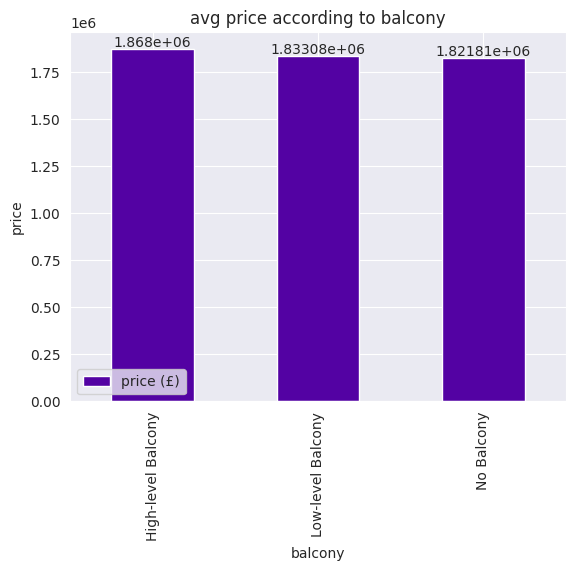 avg price according to balcony
1e6
1.868e+06
1.83308e+06
1.82181e+06
1.75
1.50
1.25
1.00
0.75
0.50
0.25
0.00
price
price (£)
High-level Balcony
Low-level Balcony
No Balcony
balcony